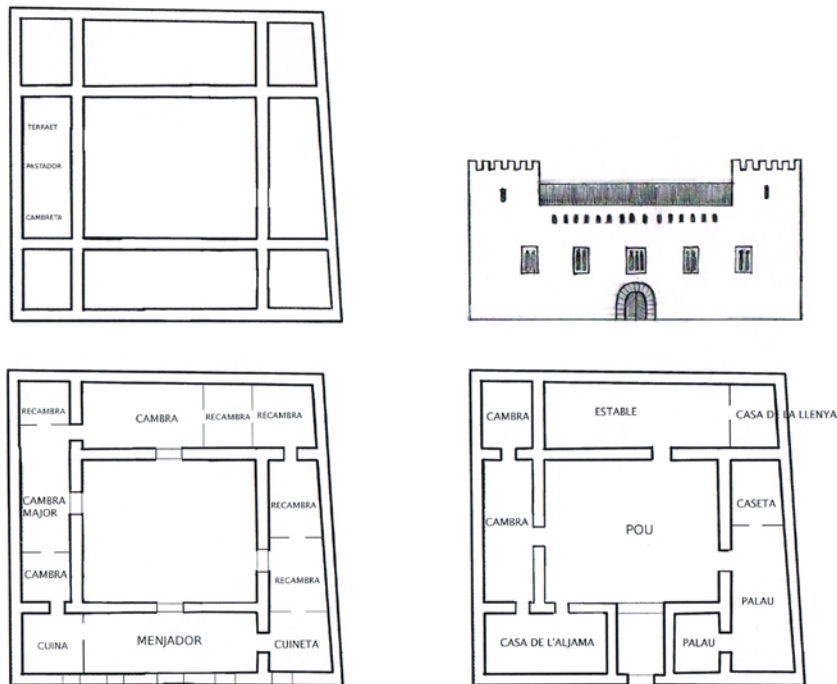 TERRAET
PASTADOR
CAMBRETA
RECAMBRA
CAMBRA
RECAMBRA
RECAMBRA
CAMBRA
MAJOR
RECAMBRA
CAMBRA
RECAMBRA
CUINA
MENJADOR
CUINETA
CAMBRA
ESTABLE
CASA DE LA LLENYA
CASETA
CAMBRA
POU
PALAU
CASA DE L'ALJAMA
PALAU